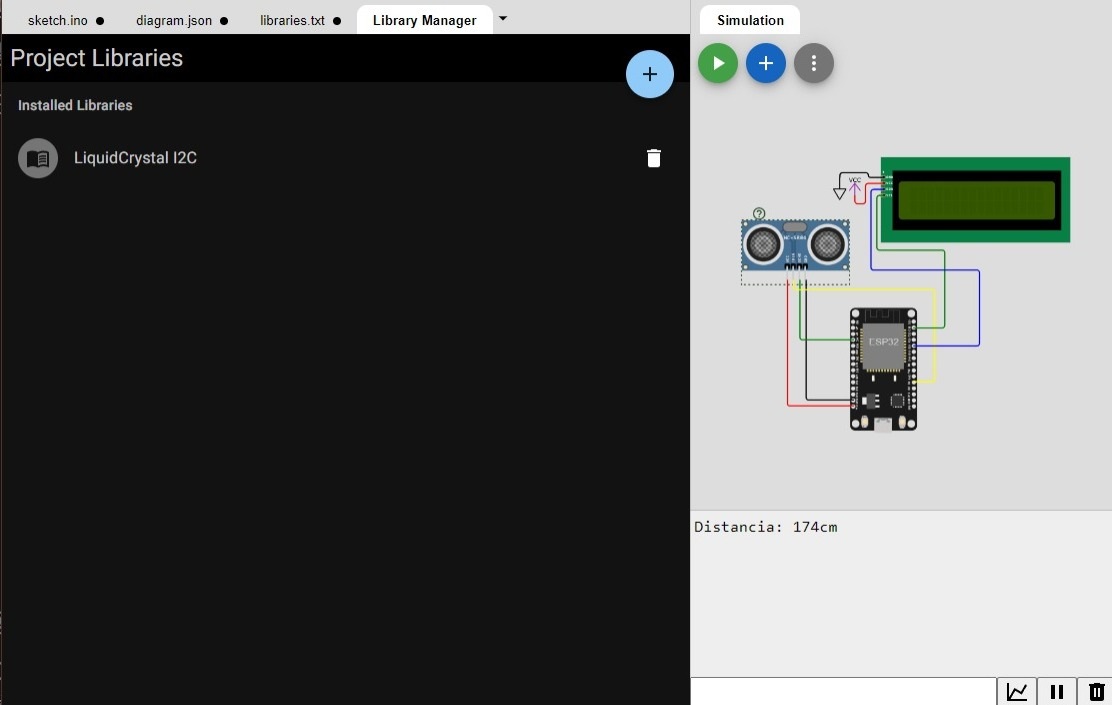 sketch.ino
diagram.json
libraries.txt
Library Manager
Simulation
Project Libraries
Installed Libraries
LiquidCrystal I2C
VCC
HC-SR04
ESP32
Distancia: 174cm